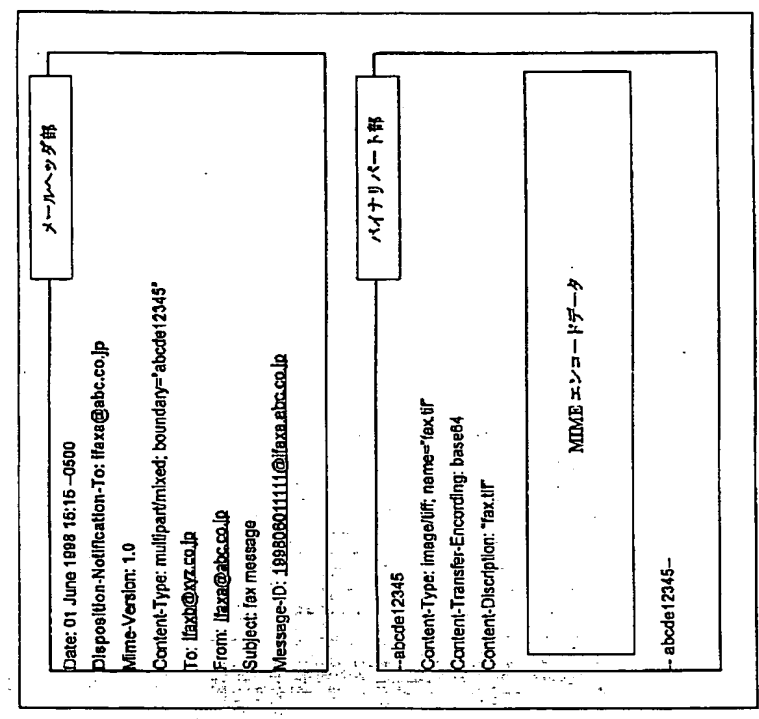 メールヘッダ部
Date: 01 June 1998 15:15 –0500
Disposition-Notification-To: ifaxa@abc.co.jp
Mime-Version: 1.0
Content-Type: multipart/mixed; boundary="abcde12345"
To: ifaxb@xyz.co.jp
From: ifaxa@abc.co.jp
Subject: fax message
Message-ID: 199806011111@ifaxa.abc.co.jp
バイナリパート部
--abcde12345
Content-Type: image/tiff; name="fax.tif"
Content-Transfer-Encording: base64
Content-Discription: "fax.tif"
MIMEエンコードデータ
-- abcde12345--